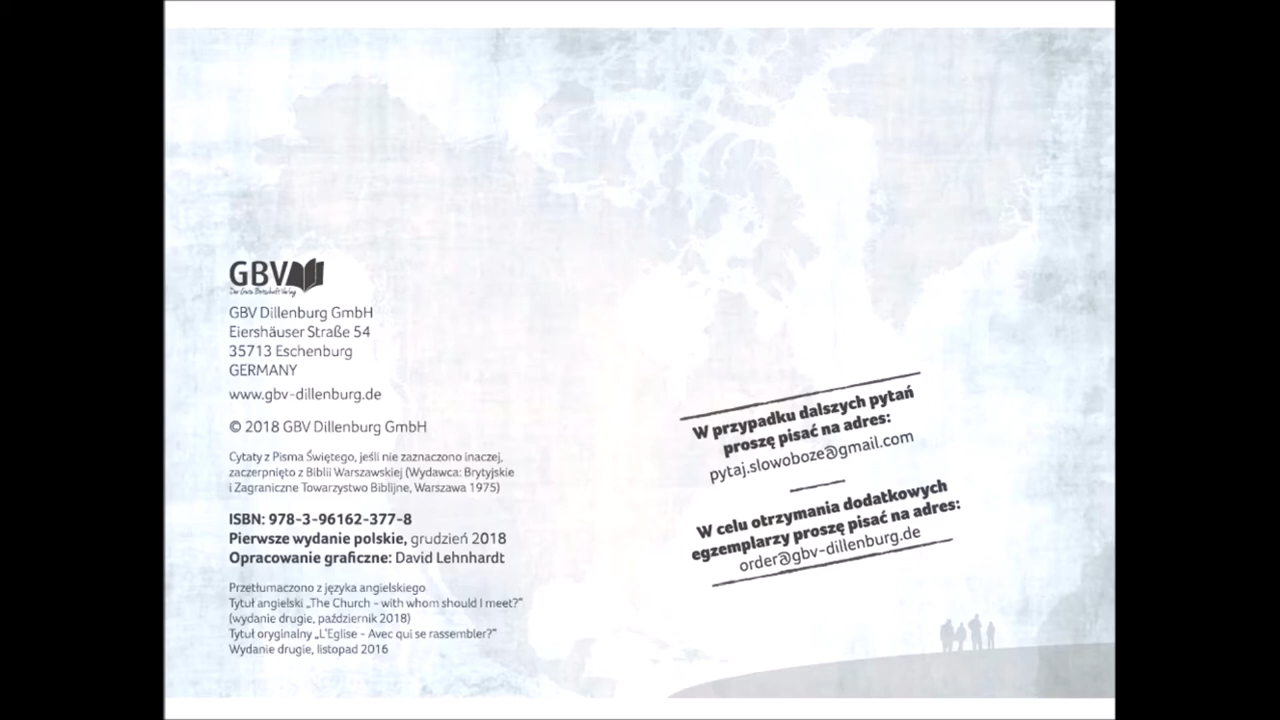 GBV
GBV Dillenburg GmbH
Eiershäuser Straße 54
35713 Eschenburg
GERMANY
www.gbv-dillenburg.de
© 2018 GBV Dillenburg GmbH
Cytaty z Pisma Świętego, jeśli nie zaznaczono inaczej,
zaczerpnięto z Biblii Warszawskiej (Wydawca: Brytyjskie
i Zagraniczne Towarzystwo Biblijne, Warszawa 1975)
ISBN: 978-3-96162-377-8
Pierwsze wydanie polskie, grudzień 2018
Opracowanie graficzne: David Lehnhardt
Przetłumaczono z języka angielskiego
Tytuł angielski „The Church - with whom should I meet?”
(wydanie drugie, październik 2018)
Tytuł oryginalny „L'Eglise - Avec qui se rassembler?”
Wydanie drugie, listopad 2016
W przypadku dalszych pytań
proszę pisać na adres:
pytaj.slowoboze@gmail.com
W celu otrzymania dodatkowych
egzemplarzy proszę pisać na adres:
order@gbv-dillenburg.de